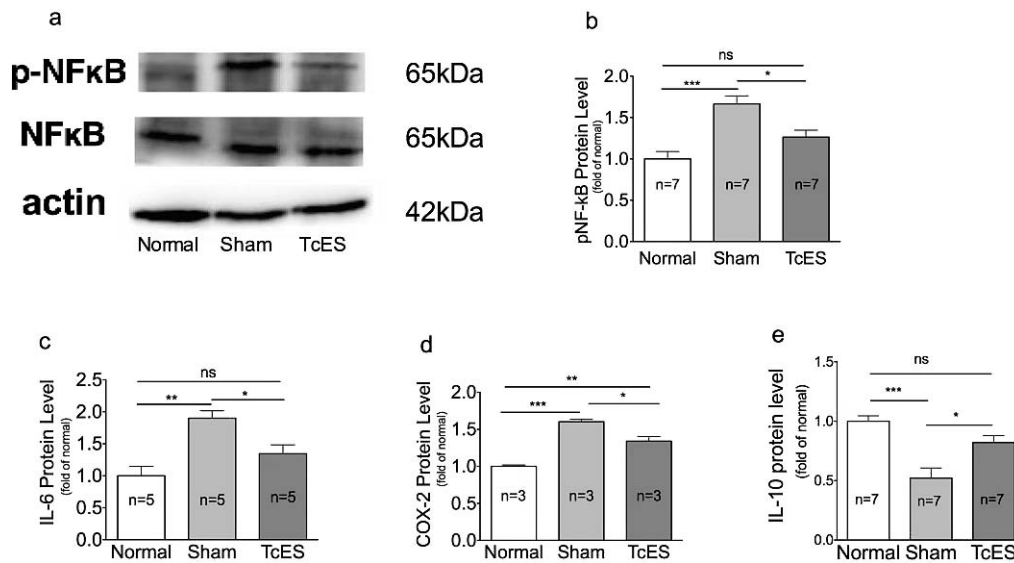 a
p-NFκB 65kDa
NFκB 65kDa
actin 42kDa
Normal Sham TcES
b
pNF-kB Protein Level
(fold of normal)
2.0
1.5
1.0
0.5
0.0
ns
*** *
n=7 n=7 n=7
Normal Sham TcES
c
IL-6 Protein Level
(fold of normal)
2.5
2.0
1.5
1.0
0.5
0.0
ns
** *
n=5 n=5 n=5
Normal Sham TcES
d
COX-2 Protein Level
(fold of normal)
2.0
1.5
1.0
0.5
0.0
**
*** *
n=3 n=3 n=3
Normal Sham TcES
e
IL-10 protein level
(fold of normal)
1.5
1.0
0.5
0.0
ns
***
*
n=7 n=7 n=7
Normal Sham TcES